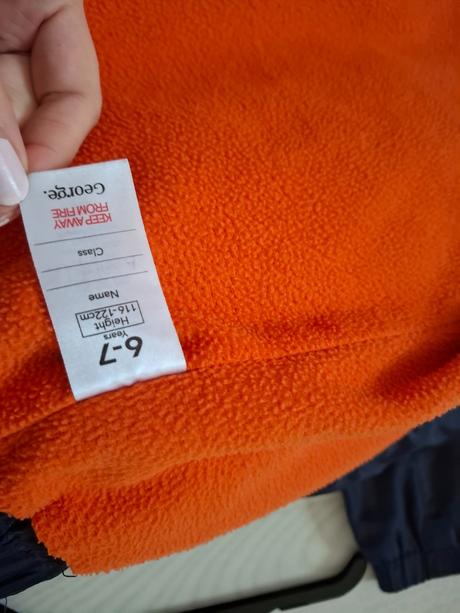 George.
KEEP AWAY
FROM FIRE
Class
Name
Height
116-122cm
Years
6-7